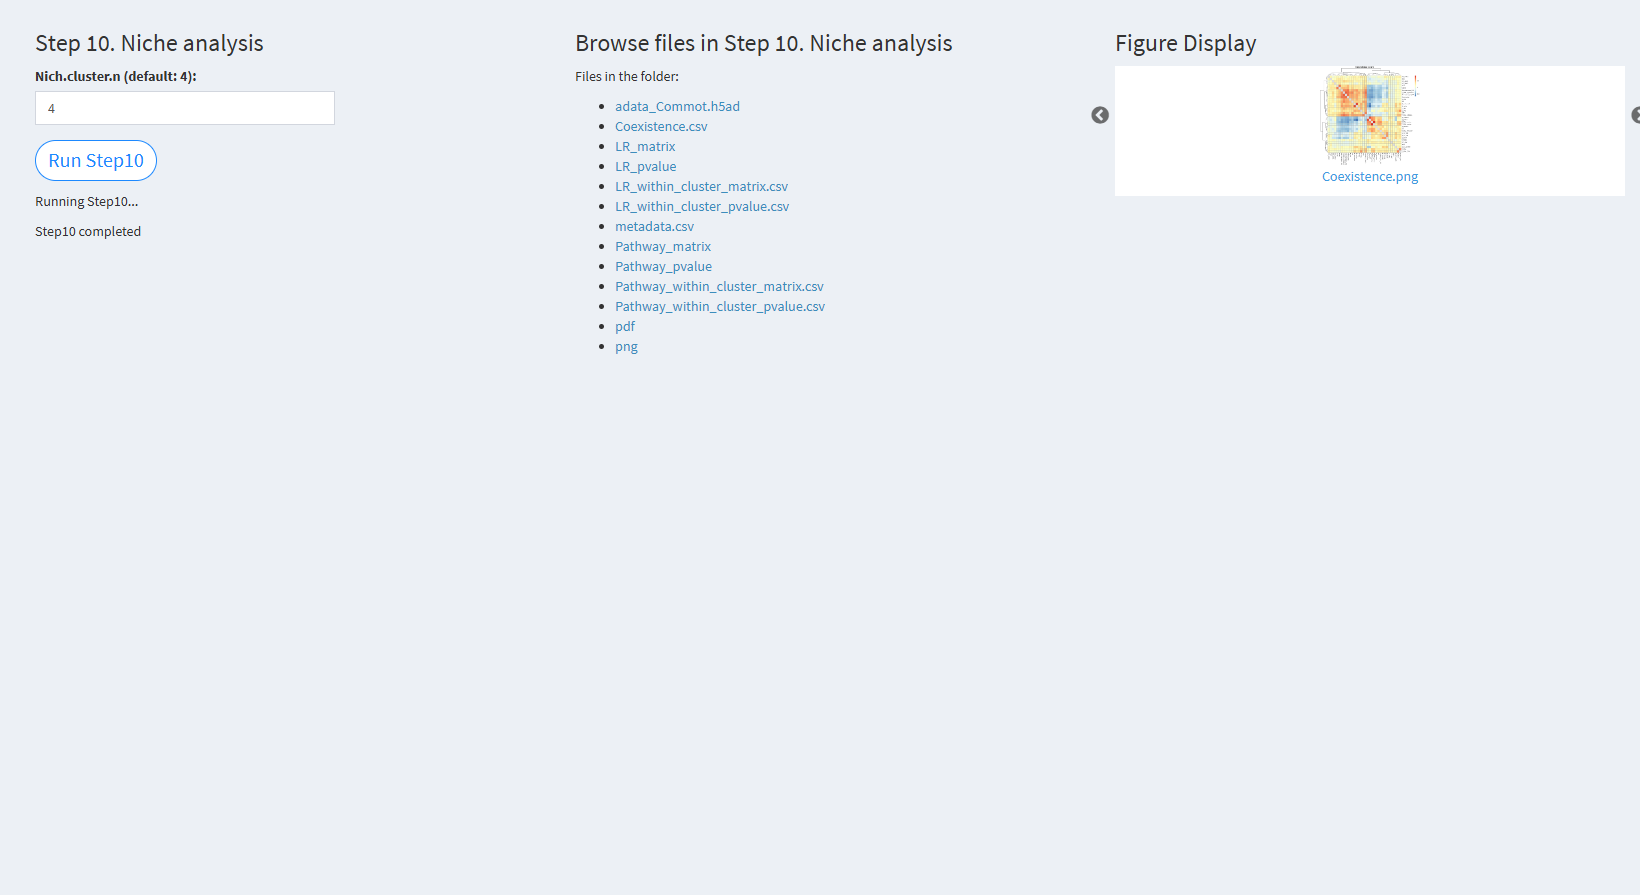 Step 10. Niche analysis
Nich.cluster.n (default: 4):
4
Run Step10
Running Step10...
Step10 completed
Browse files in Step 10. Niche analysis
Files in the folder:
adata_Commot.h5ad
Coexistence.csv
LR_matrix
LR_pvalue
LR_within_cluster_matrix.csv
LR_within_cluster_pvalue.csv
metadata.csv
Pathway_matrix
Pathway_pvalue
Pathway_within_cluster_matrix.csv
Pathway_within_cluster_pvalue.csv
pdf
png
Figure Display
Coexistence.png